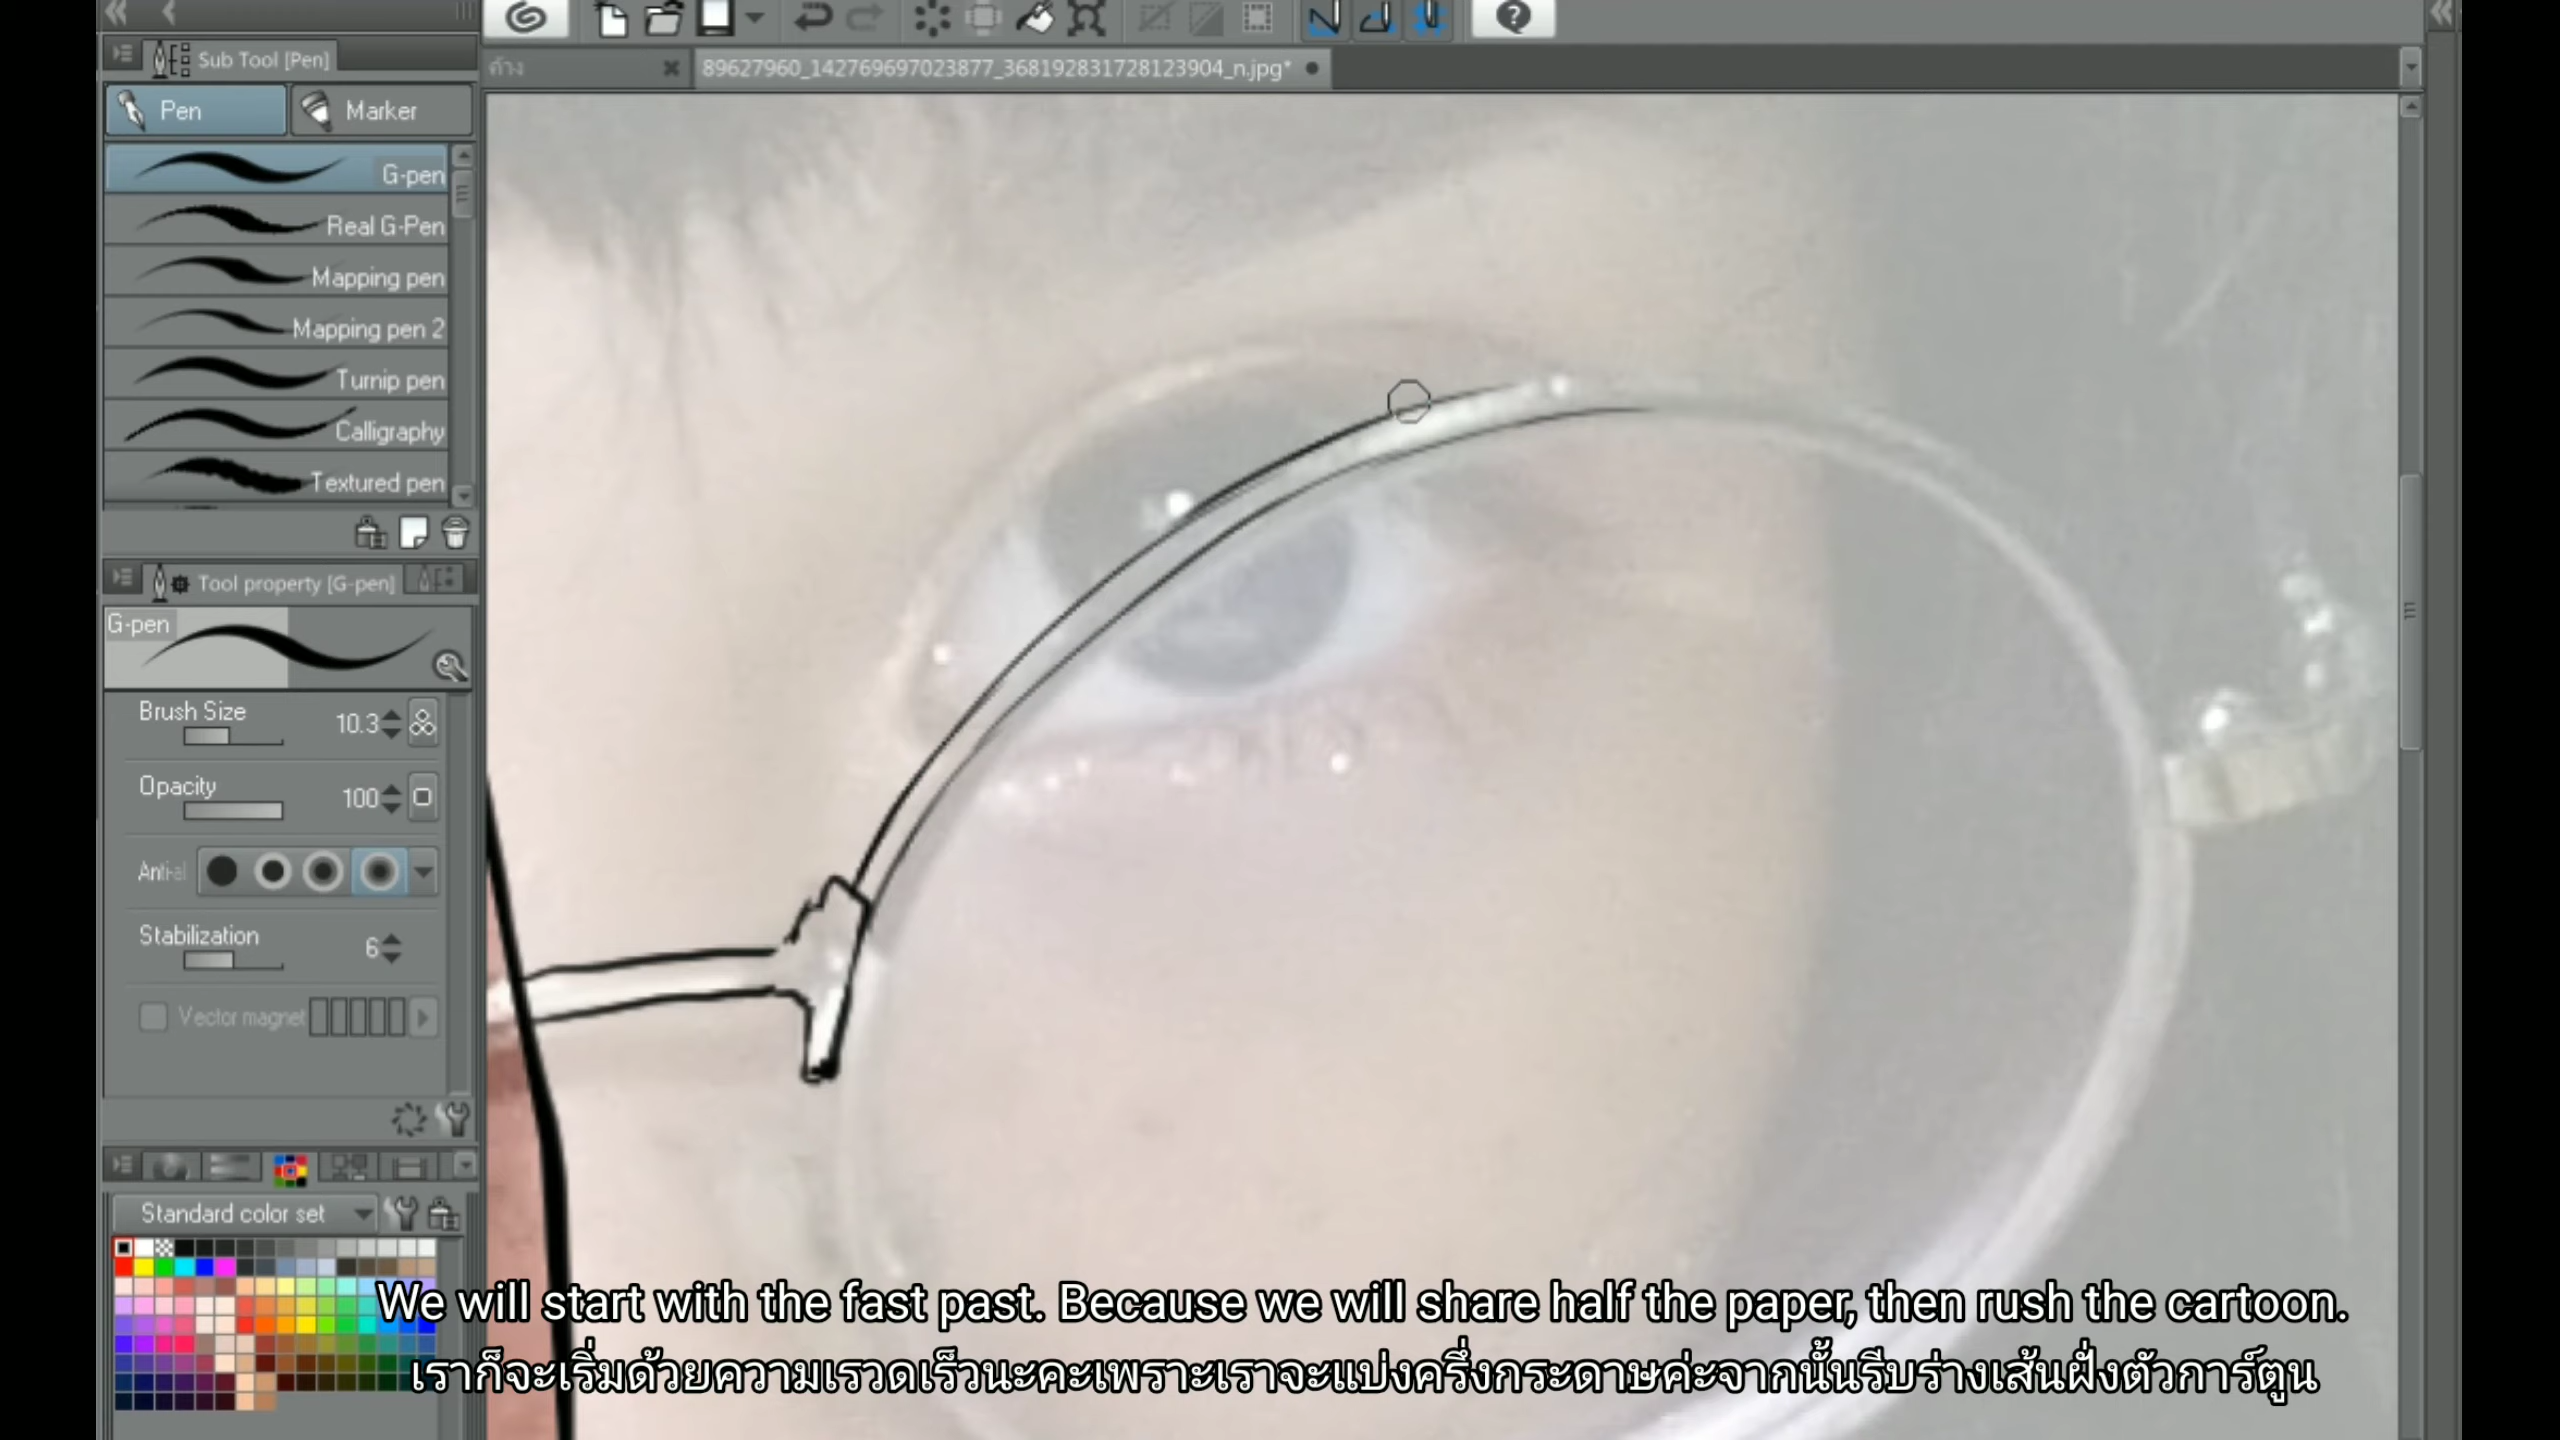 Sub Tool [Pen]
ค้าง
89627960_142769697023877_368192831728123904_n.jpg*
Pen
Marker
G-pen
Real G-Pen
Mapping pen
Mapping pen 2
Turnip pen
Calligraphy
Textured pen
Tool property [G-pen]
G-pen
Brush Size
10.3
Opacity
100
Anti-al
Stabilization
6
Vector magnet
Standard color set
We will start with the fast past. Because we will share half the paper, then rush the cartoon.
เราก็จะเริ่มด้วยความเรวดเร็วนะคะเพราะเราจะแบ่งครึ่งกระดาษค่ะจากนั้นรีบร่างเส้นฝั่งตัวการ์ตูน